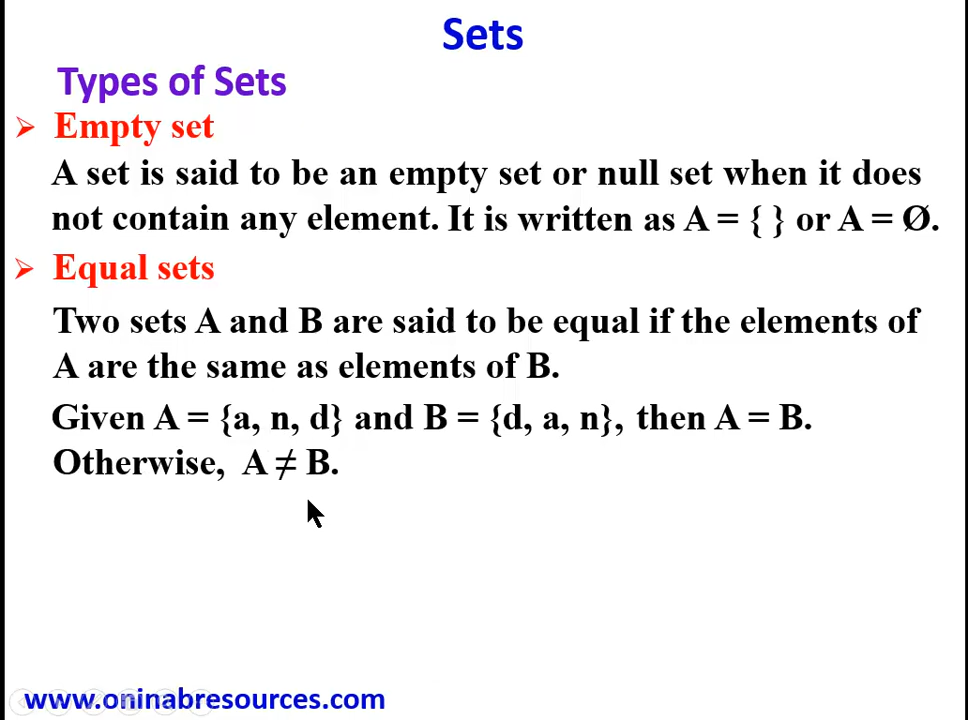 Sets
Types of Sets
➢ Empty set
A set is said to be an empty set or null set when it does
not contain any element. It is written as A = { } or A = Ø.
➢ Equal sets
Two sets A and B are said to be equal if the elements of
A are the same as elements of B.
Given A = {a, n, d} and B = {d, a, n}, then A = B.
Otherwise, A ≠ B.
www.oninabresources.com